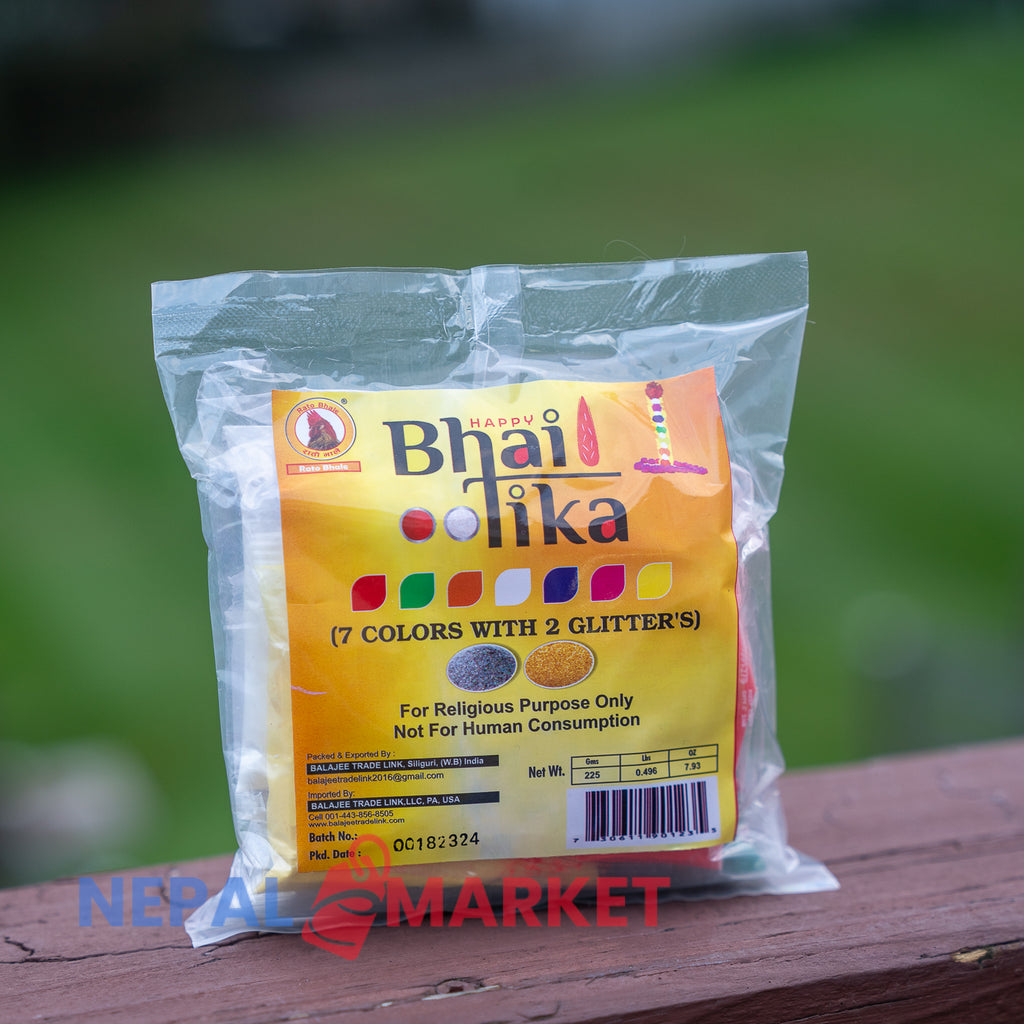 Rato Bhale
®
रातो भाले
Rato Bhale
HAPPY
Bhai
Tika
(7 COLORS WITH 2 GLITTER'S)
For Religious Purpose Only
Not For Human Consumption
Packed & Exported By :
BALAJEE TRADE LINK, Siliguri, (W.B) India
balajeetradelink2016@gmail.com
Imported By:
BALAJEE TRADE LINK,LLC, PA, USA
Cell 001-443-856-8505
www.balajeetradelink.com
Batch No.:
Pkd. Date :
00182324
Net Wt.
Gms Lbs OZ
225 0.496 7.93
NEPAL MARKET